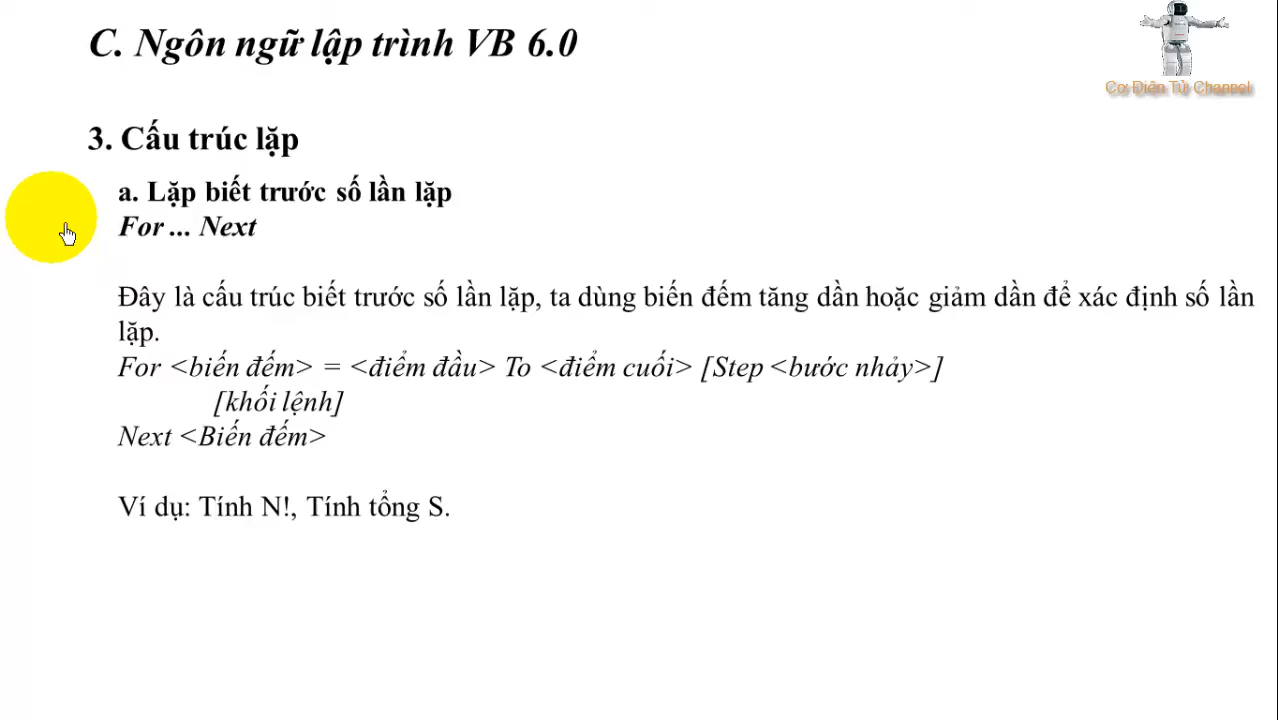 C. Ngôn ngữ lập trình VB 6.0
Cơ Điện Tử Channel
3. Cấu trúc lặp
a. Lặp biết trước số lần lặp
For ... Next
Đây là cấu trúc biết trước số lần lặp, ta dùng biến đếm tăng dần hoặc giảm dần để xác định số lần
lặp.
For <biến đếm> = <điểm đầu> To <điểm cuối> [Step <bước nhảy>]
[khối lệnh]
Next <Biến đếm>
Ví dụ: Tính N!, Tính tổng S.